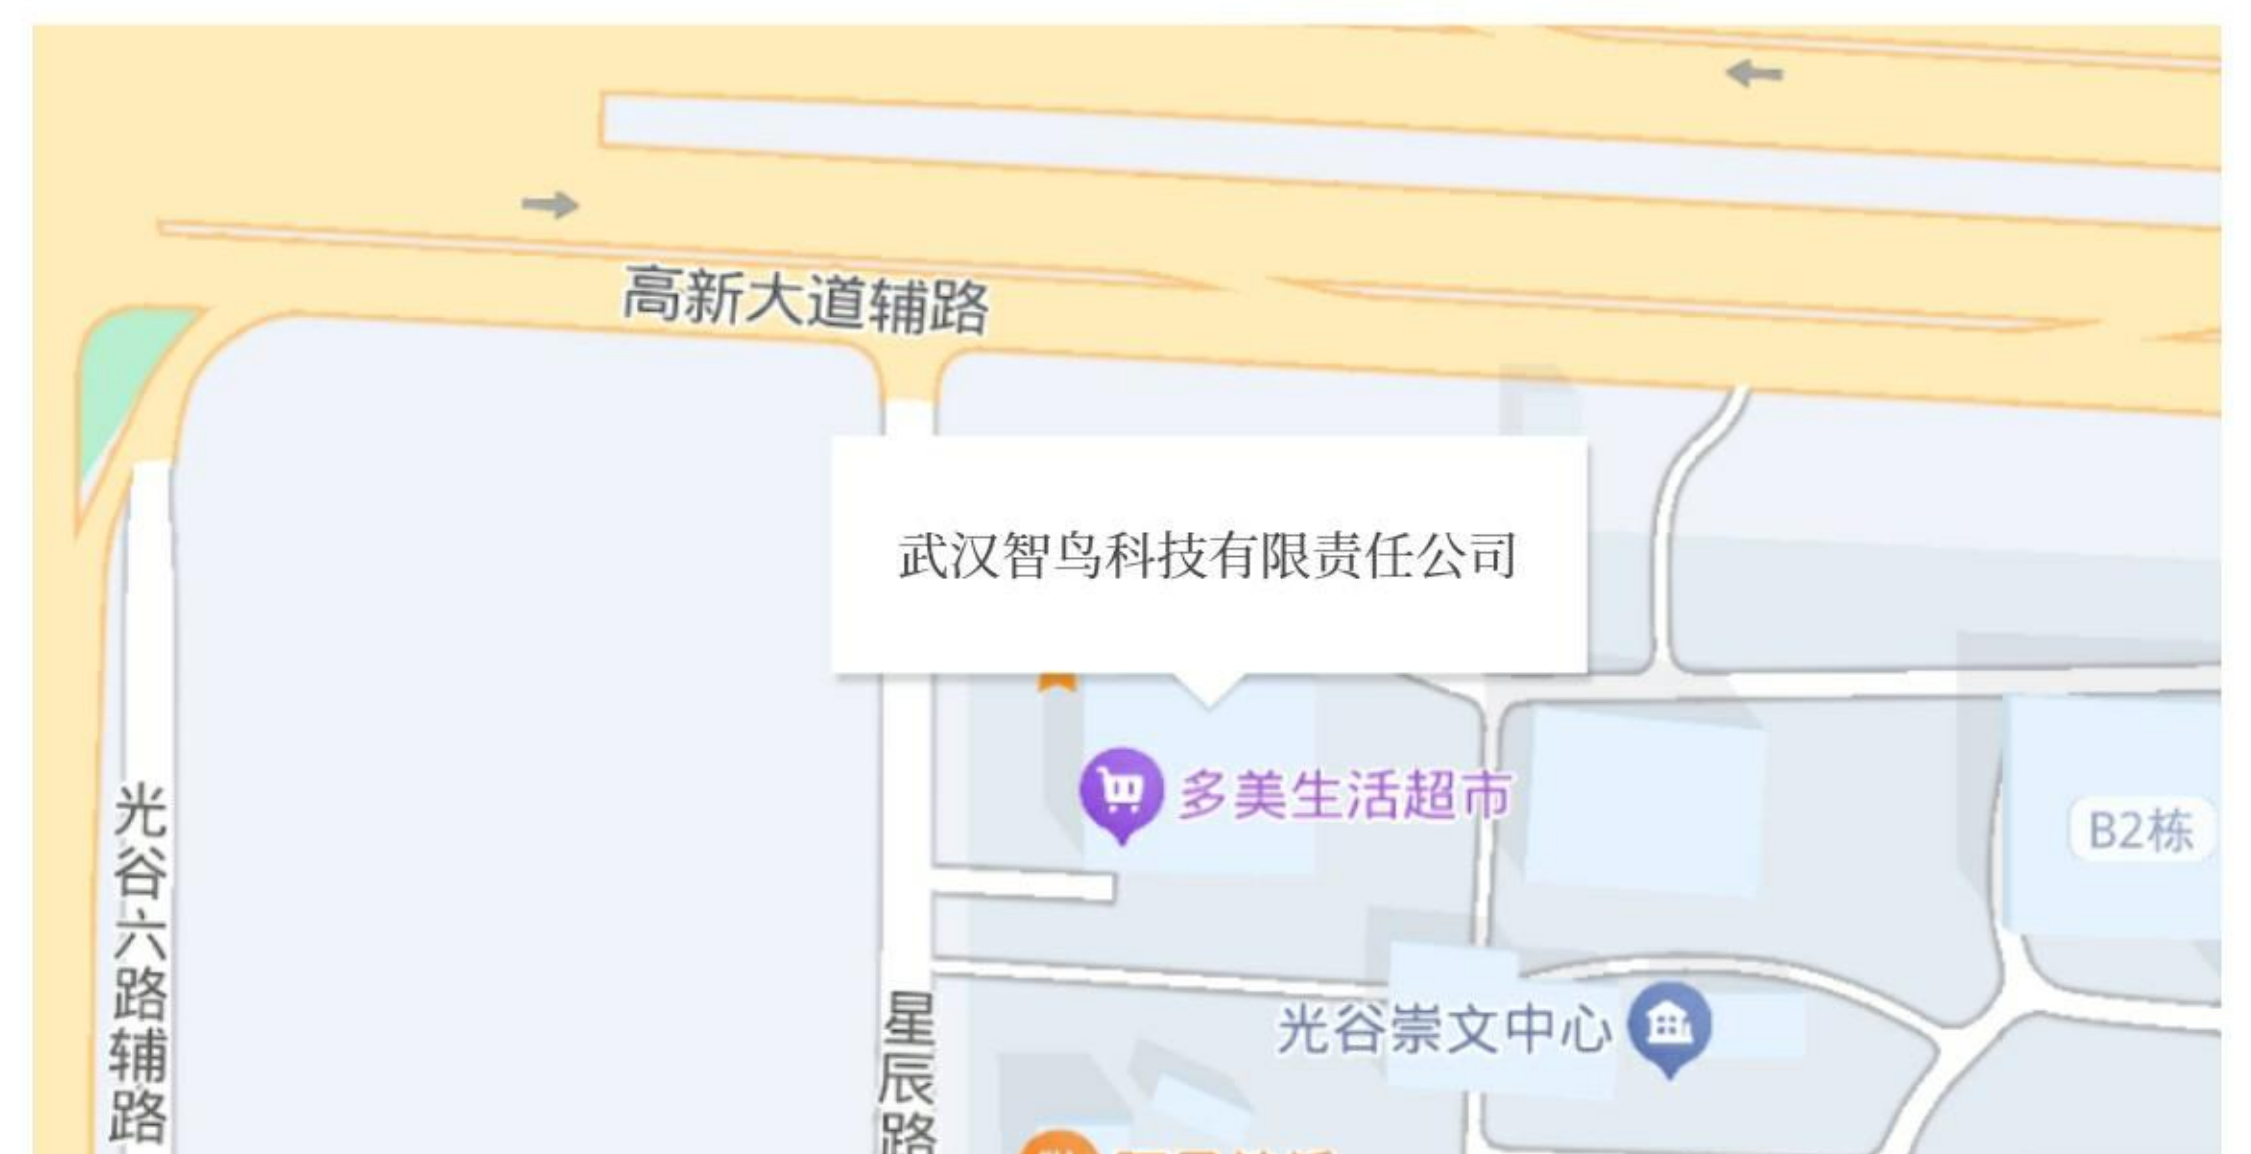 高新大道辅路
武汉智鸟科技有限责任公司
多美生活超市
B2栋
光谷六路辅路
光谷崇文中心
星辰路